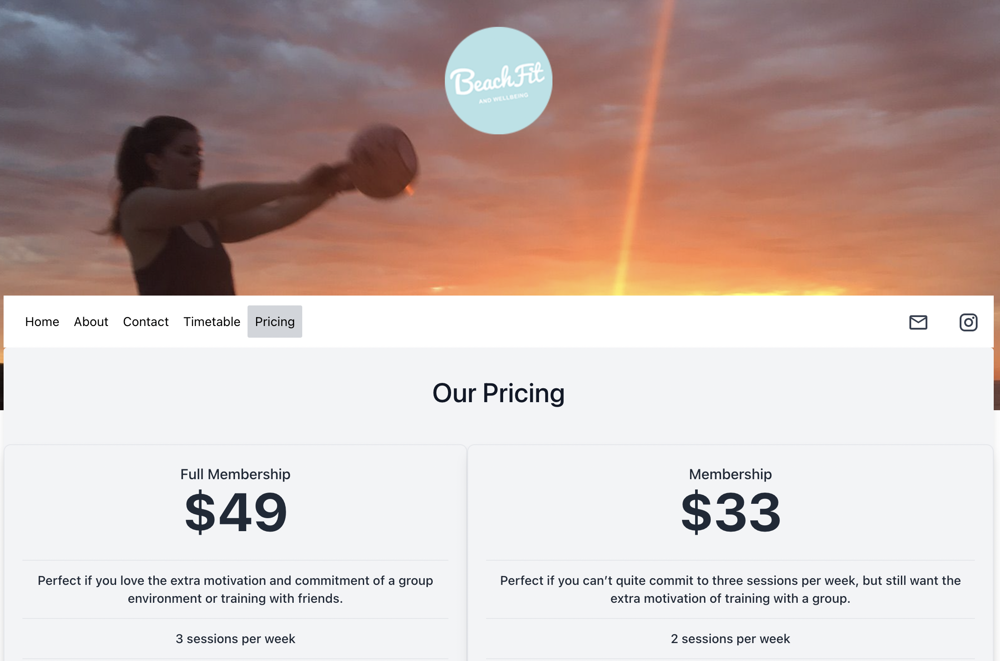 BeachFit
AND WELLBEING
Home About Contact Timetable Pricing
Our Pricing
Full Membership
$49
Perfect if you love the extra motivation and commitment of a group
environment or training with friends.
3 sessions per week
Membership
$33
Perfect if you can’t quite commit to three sessions per week, but still want the
extra motivation of training with a group.
2 sessions per week